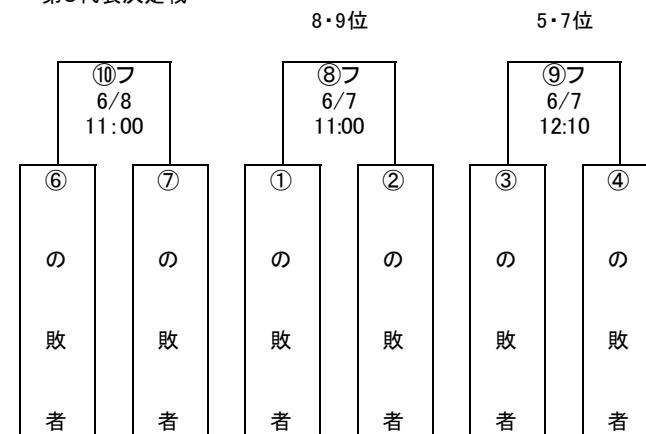 8・9位
5・7位
⑩フ
6/8
11:00
⑧フ
6/7
11:00
⑨フ
6/7
12:10
⑥の敗者
⑦の敗者
①の敗者
②の敗者
③の敗者
④の敗者